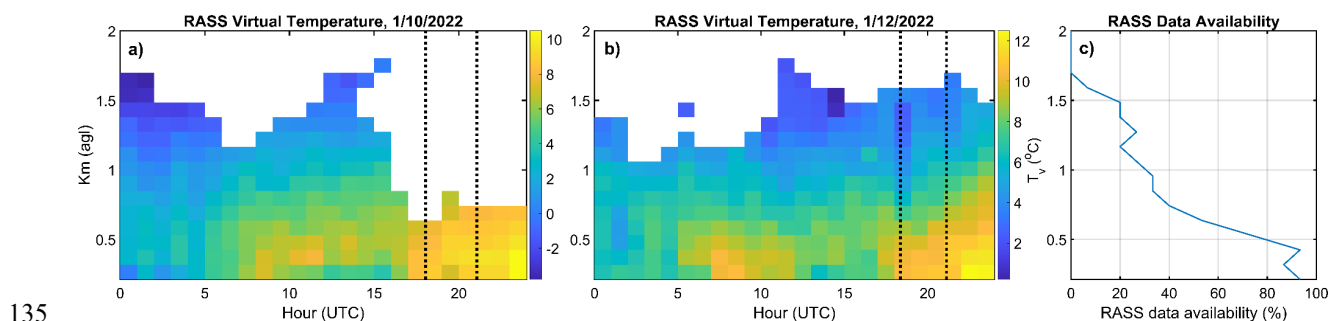 RASS Virtual Temperature, 1/10/2022
a)
2
1.5
1
0.5
Km (agl)
0 5 10 15 20
Hour (UTC)
10
8
6
4
2
0
-2
RASS Virtual Temperature, 1/12/2022
b)
2
1.5
1
0.5
0 5 10 15 20
Hour (UTC)
12
10
8
6
4
2
Tv (°C)
RASS Data Availability
c)
2
1.5
1
0.5
0 20 40 60 80 100
RASS data availability (%)
135